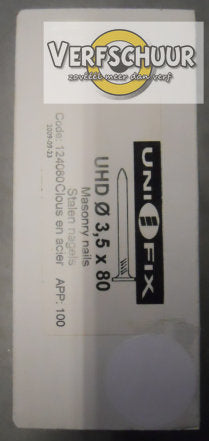 VERFSCHUUR
zoveel meer dan verf
UNI FIX
UHD Ø 3,5 x 80
Masonry nails
Stalen nagels
Code: 124080 Clous en acier APP: 100
2009-09-23